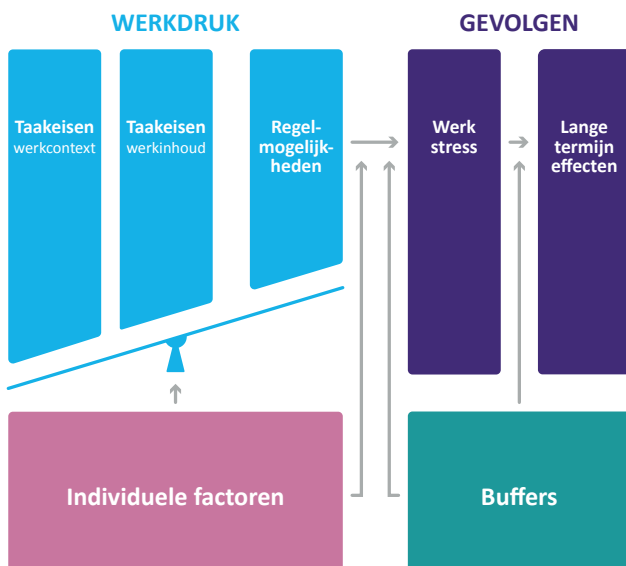 WERKDRUK
GEVOLGEN
Taakeisen
werkcontext
Taakeisen
werkinhoud
Regel-
mogelijk-
heden
Werk
stress
Lange
termijn
effecten
Individuele factoren
Buffers